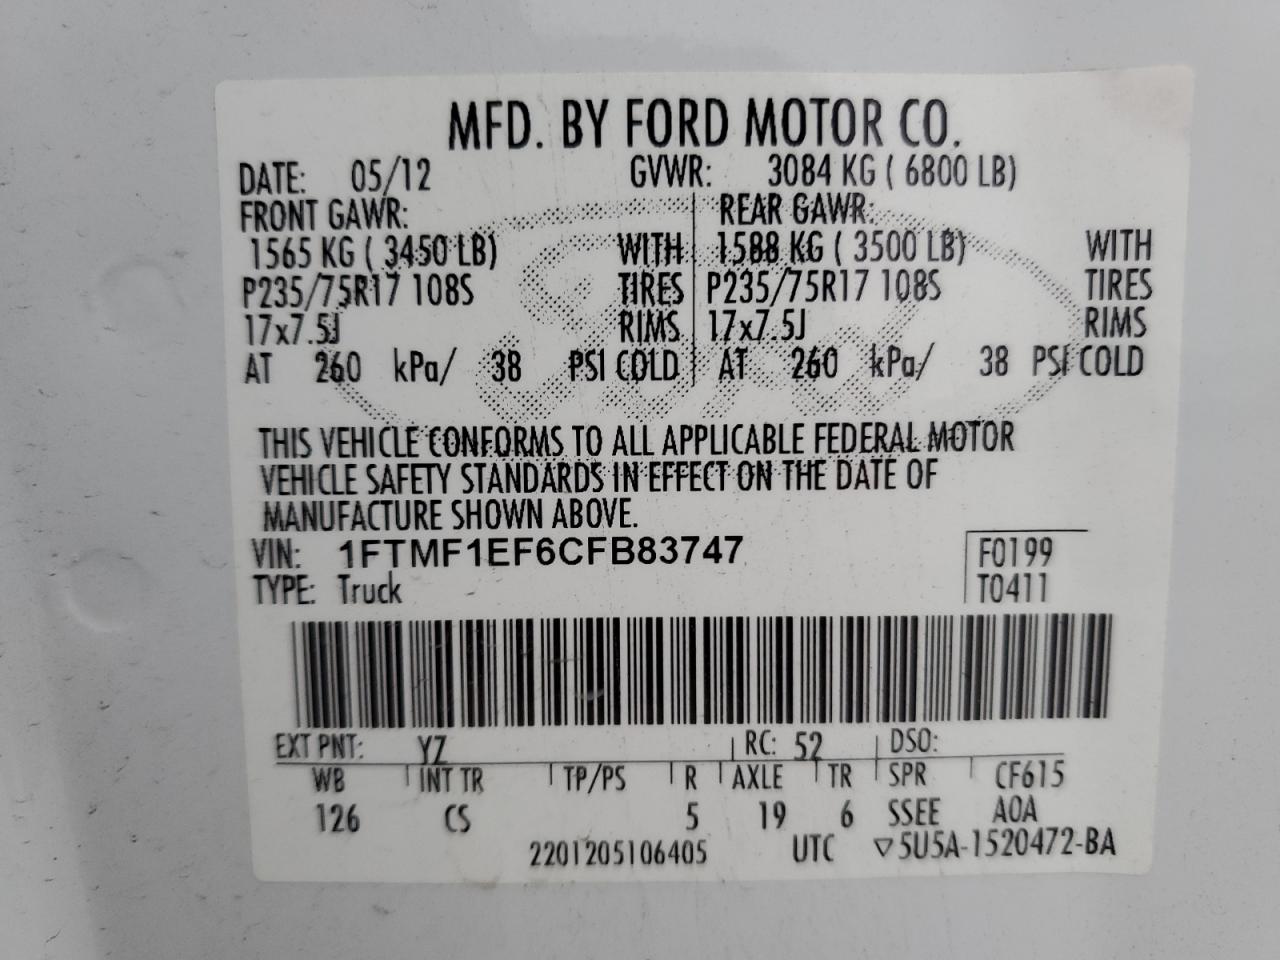 MFD. BY FORD MOTOR CO.
DATE: 05/12 GVWR: 3084 KG ( 6800 LB)
FRONT GAWR: REAR GAWR:
1565 KG ( 3450 LB) WITH 1588 KG ( 3500 LB) WITH
P235/75R17 108S TIRES P235/75R17 108S TIRES
17x7.5J RIMS 17x7.5J RIMS
AT 260 kPa/ 38 PSI COLD AT 260 kPa/ 38 PSI COLD
THIS VEHICLE CONFORMS TO ALL APPLICABLE FEDERAL MOTOR
VEHICLE SAFETY STANDARDS IN EFFECT ON THE DATE OF
MANUFACTURE SHOWN ABOVE.
VIN: 1FTMF1EF6CFB83747 F0199
TYPE: Truck T0411
EXT PNT: YZ RC: 52 DSO:
WB INT TR TP/PS R AXLE TR SPR CF615
126 CS 5 19 6 SSEE A0A
2201205106405 UTC ▽5U5A-1520472-BA